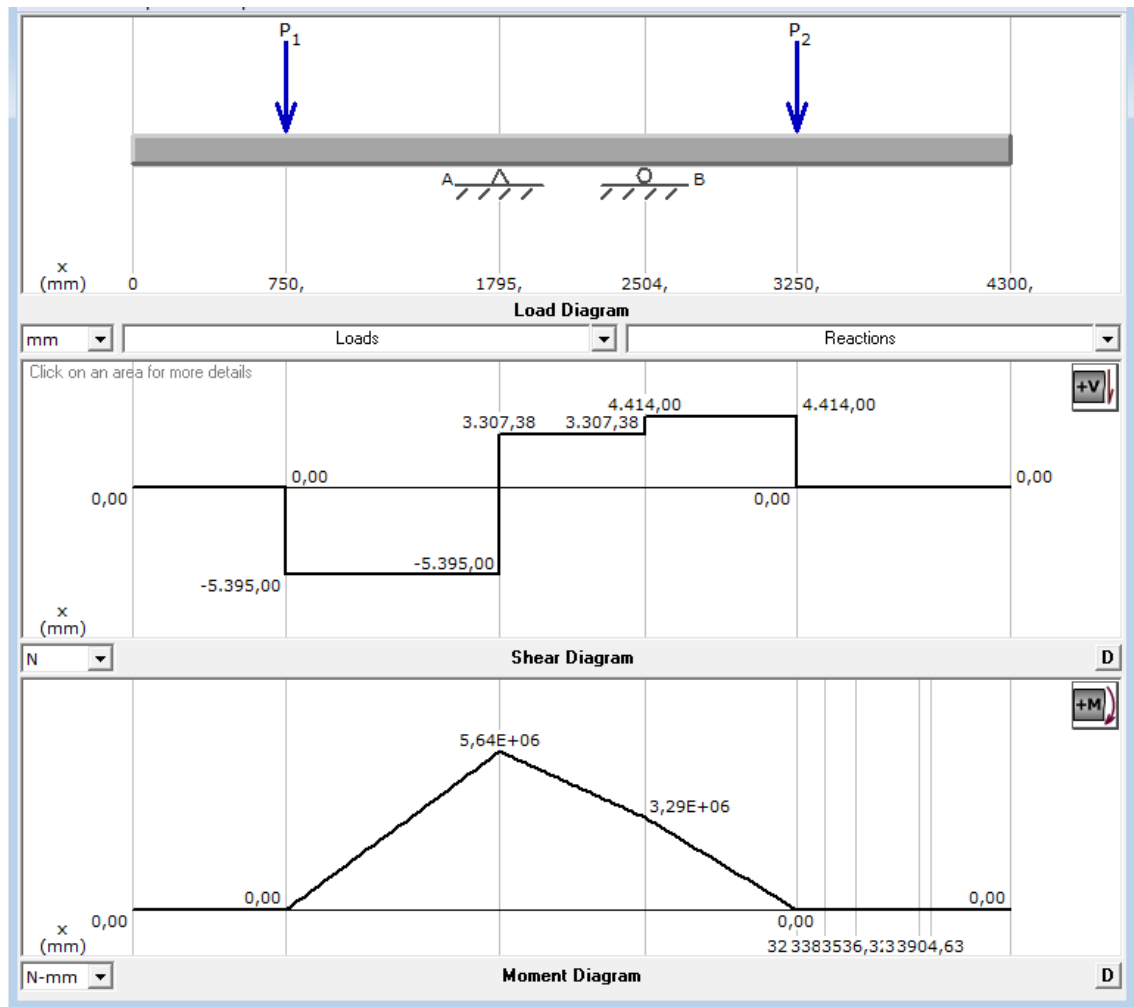 P1
P2
A
B
x
(mm)
0
750,
1795,
2504,
3250,
4300,
Load Diagram
mm
Loads
Reactions
Click on an area for more details
+V
4.414,00
4.414,00
3.307,38
3.307,38
0,00
0,00
0,00
0,00
-5.395,00
-5.395,00
x
(mm)
N
Shear Diagram
D
+M
5,64E+06
3,29E+06
0,00
0,00
0,00
0,00
x
(mm)
N-mm
Moment Diagram
D